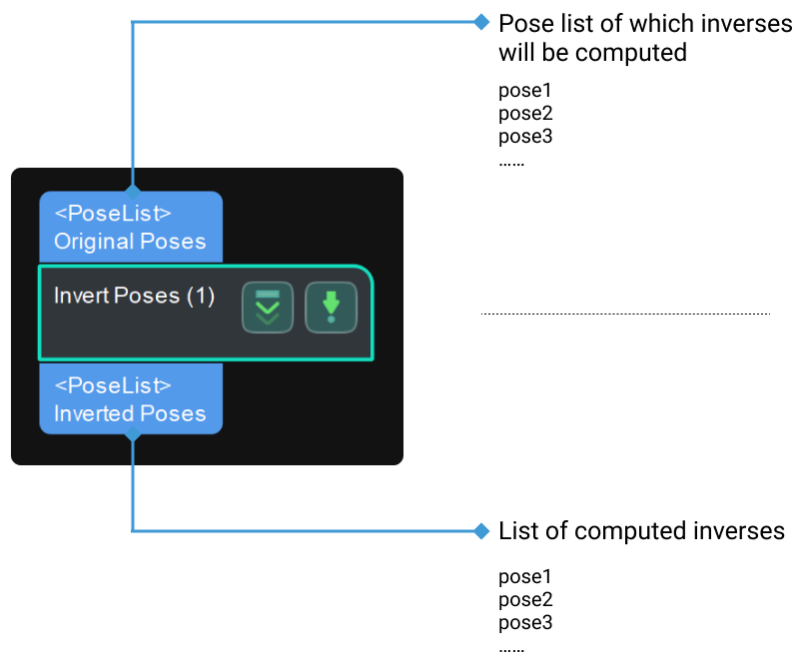 Pose list of which inverses
will be computed
pose1
pose2
pose3
......
<PoseList>
Original Poses
Invert Poses (1)
<PoseList>
Inverted Poses
List of computed inverses
pose1
pose2
pose3
......